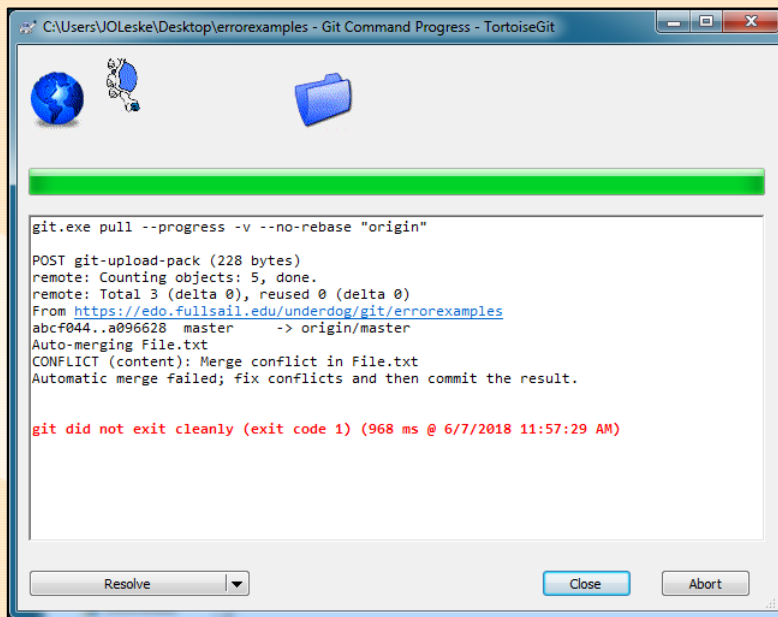 C:\Users\JOLeske\Desktop\errorexamples - Git Command Progress - TortoiseGit
git.exe pull --progress -v --no-rebase "origin"
POST git-upload-pack (228 bytes)
remote: Counting objects: 5, done.
remote: Total 3 (delta 0), reused 0 (delta 0)
From https://edo.fullsail.edu/underdog/git/errorexamples
abcf044..a096628  master     -> origin/master
Auto-merging File.txt
CONFLICT (content): Merge conflict in File.txt
Automatic merge failed; fix conflicts and then commit the result.
git did not exit cleanly (exit code 1) (968 ms @ 6/7/2018 11:57:29 AM)
Resolve Close Abort